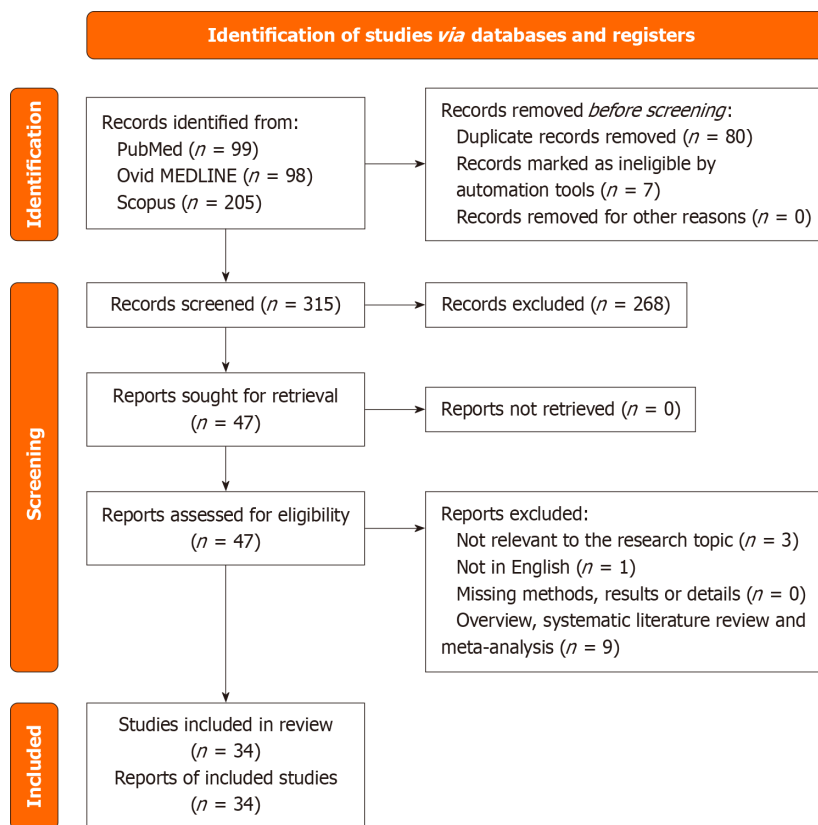 Identification of studies via databases and registers
Identification
Records identified from:
PubMed (n = 99)
Ovid MEDLINE (n = 98)
Scopus (n = 205)
Records removed before screening:
Duplicate records removed (n = 80)
Records marked as ineligible by
automation tools (n = 7)
Records removed for other reasons (n = 0)
Screening
Records screened (n = 315)
Records excluded (n = 268)
Reports sought for retrieval
(n = 47)
Reports not retrieved (n = 0)
Reports assessed for eligibility
(n = 47)
Reports excluded:
Not relevant to the research topic (n = 3)
Not in English (n = 1)
Missing methods, results or details (n = 0)
Overview, systematic literature review and
meta-analysis (n = 9)
Included
Studies included in review
(n = 34)
Reports of included studies
(n = 34)